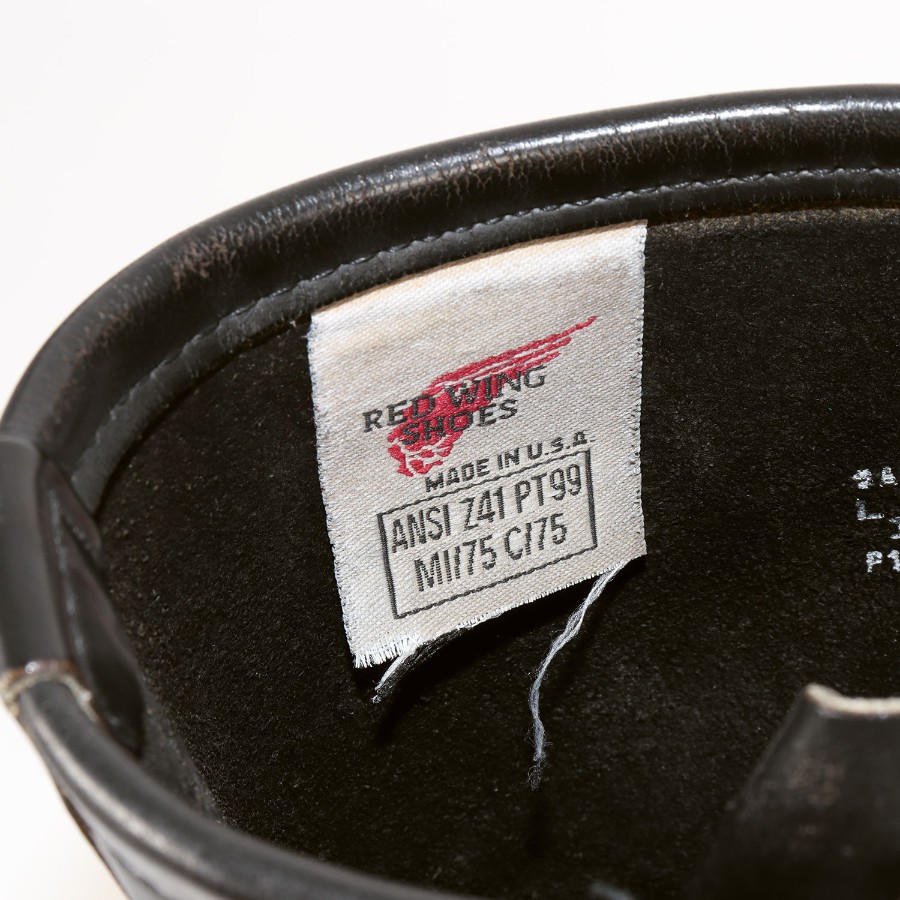 RED WING
SHOES
MADE IN U.S.A.
ANSI Z41 PT99
MI/75 C/75